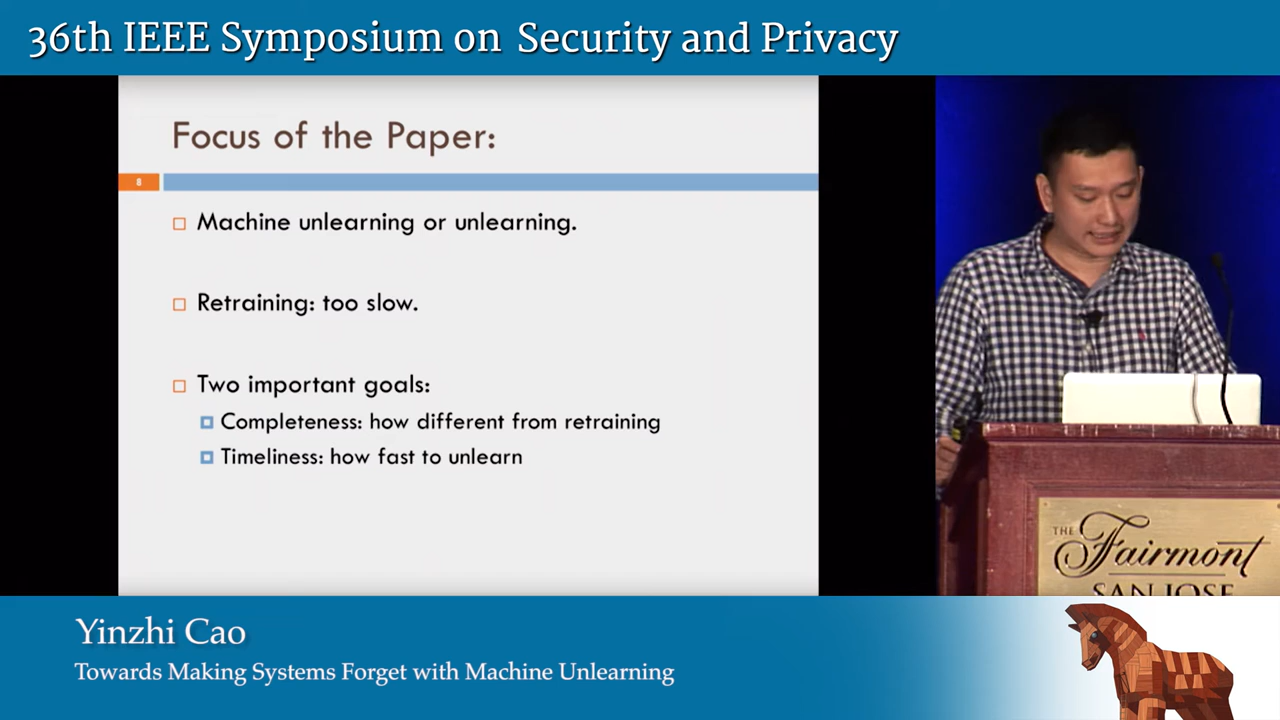 36th IEEE Symposium on Security and Privacy
Focus of the Paper:
8
Machine unlearning or unlearning.
Retraining: too slow.
Two important goals:
Completeness: how different from retraining
Timeliness: how fast to unlearn
THE
Fairmont
SAN JOSE
Yinzhi Cao
Towards Making Systems Forget with Machine Unlearning